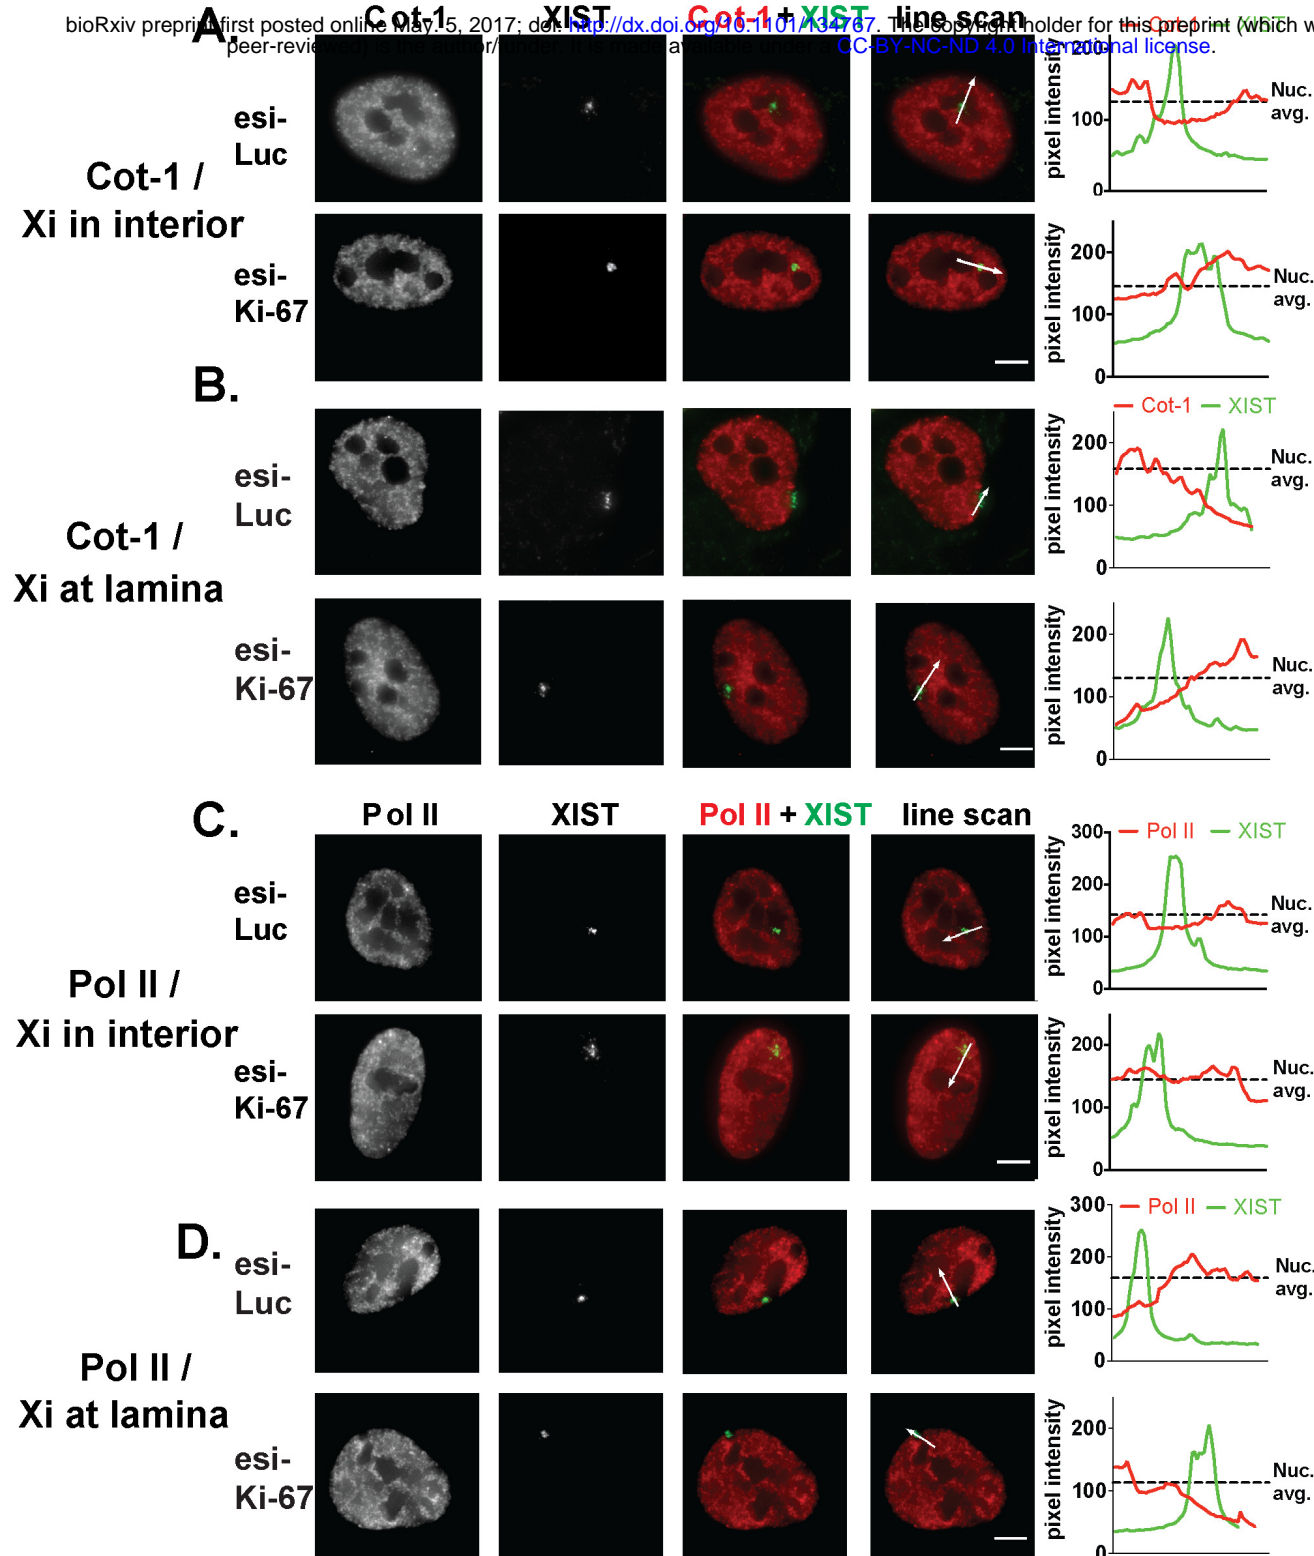 bioRxiv preprint first posted online May. 5, 2017; doi: http://dx.doi.org/10.1101/134767. The copyright holder for this preprint (which w
peer-reviewed) is the author/funder. It is made available under a CC-BY-NC-ND 4.0 International license.
A.
Cot-1 XIST Cot-1 + XIST line scan
Cot-1 XIST
Cot-1 /
Xi in interior
esi-
Luc
pixel intensity
200
100
0
Nuc.
avg.
esi-
Ki-67
pixel intensity
200
100
0
Nuc.
avg.
B.
Cot-1 /
Xi at lamina
Cot-1 XIST
esi-
Luc
pixel intensity
200
100
0
Nuc.
avg.
esi-
Ki-67
pixel intensity
200
100
0
Nuc.
avg.
C.
Pol II XIST Pol II + XIST line scan
Pol II /
Xi in interior
Pol II XIST
esi-
Luc
pixel intensity
300
200
100
0
Nuc.
avg.
esi-
Ki-67
pixel intensity
200
100
0
Nuc.
avg.
D.
Pol II /
Xi at lamina
Pol II XIST
esi-
Luc
pixel intensity
300
200
100
0
Nuc.
avg.
esi-
Ki-67
pixel intensity
200
100
0
Nuc.
avg.